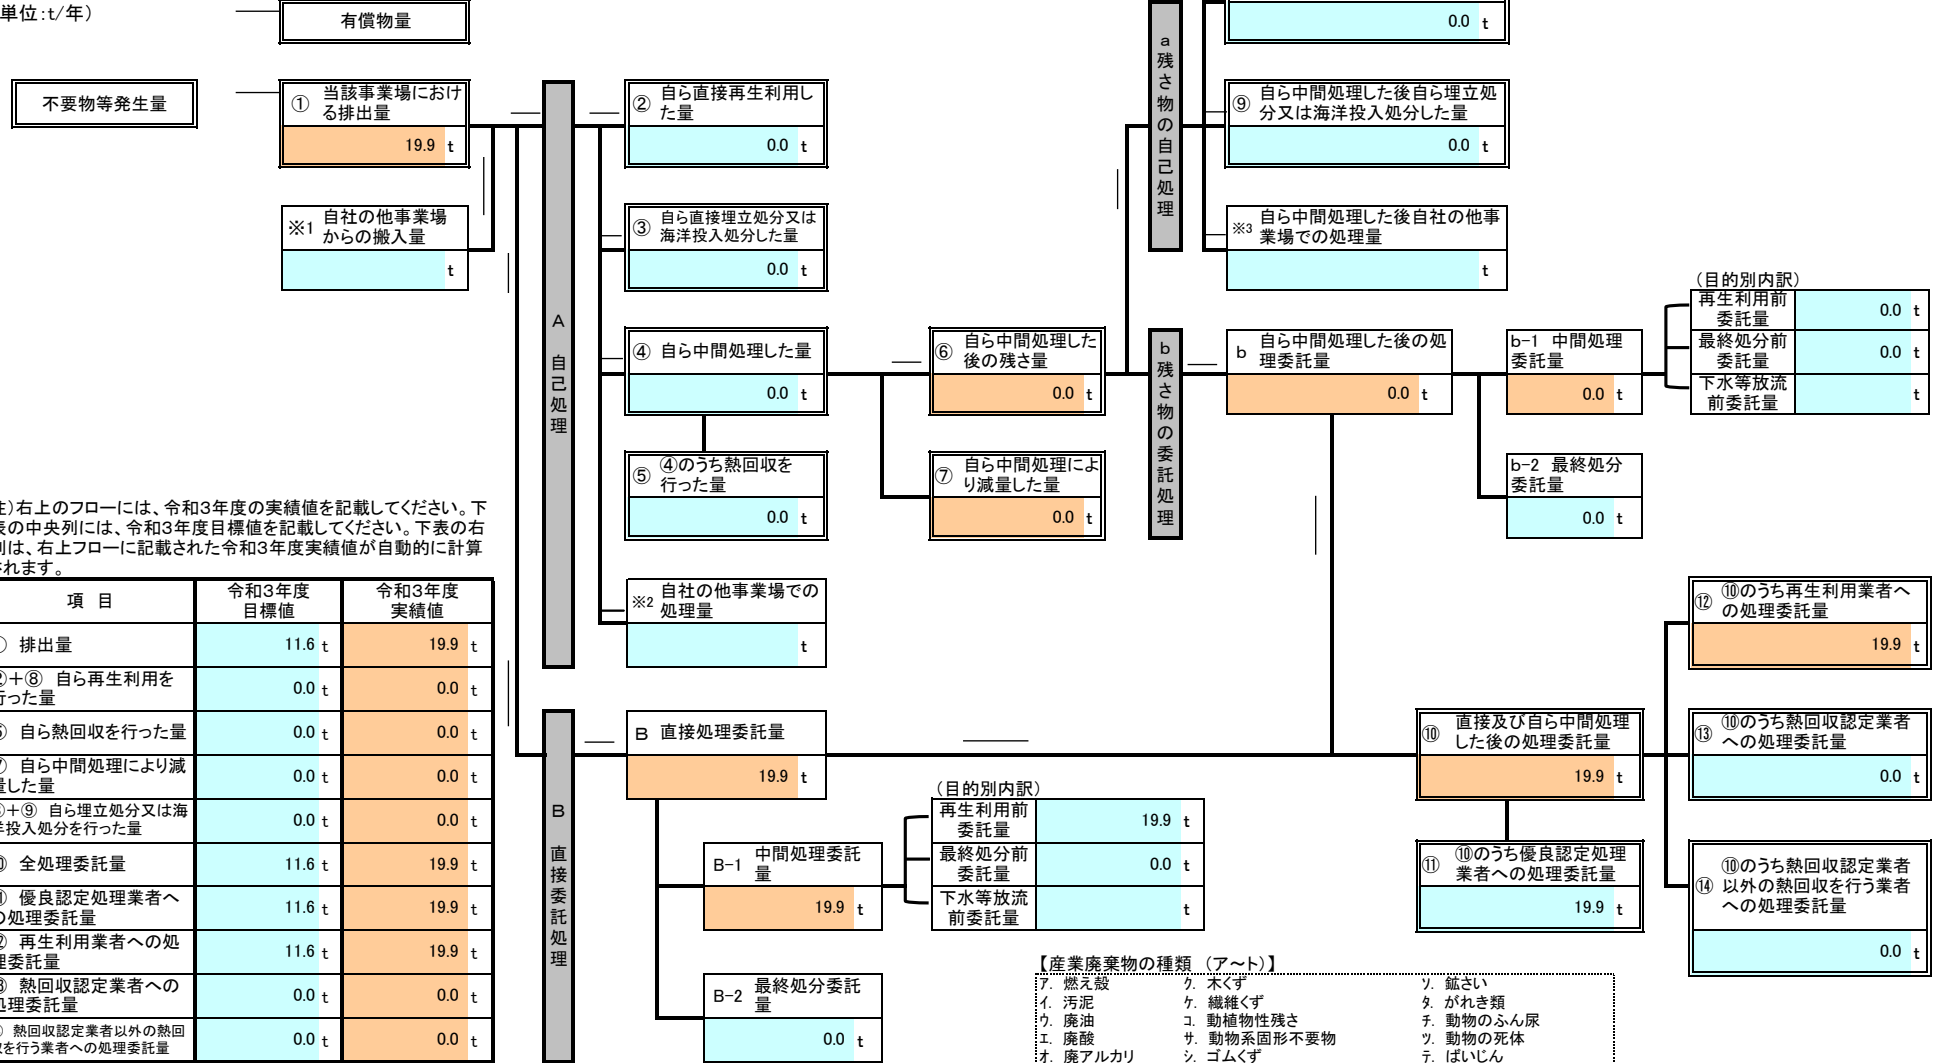 単位:t/年）
有償物量
0.0 t
不要物等発生量
① 当該事業場におけ
る排出量
19.9 t
※1 自社の他事業場
からの搬入量
t
A 自己処理
② 自ら直接再生利用し
た量
0.0 t
③ 自ら直接埋立処分又は
海洋投入処分した量
0.0 t
④ 自ら中間処理した量
0.0 t
⑤ ④のうち熱回収を
行った量
0.0 t
※2 自社の他事業場での
処理量
t
⑥ 自ら中間処理した
後の残さ量
0.0 t
⑦ 自ら中間処理によ
り減量した量
0.0 t
a 残さ物の自己処理
⑨ 自ら中間処理した後自ら埋立処
分又は海洋投入処分した量
0.0 t
※3 自ら中間処理した後自社の他事
業場での処理量
t
b 残さ物の委託処理
b 自ら中間処理した後の処
理委託量
0.0 t
b-1 中間処理
委託量
0.0 t
b-2 最終処分
委託量
0.0 t
（目的別内訳）
再生利用前
委託量
0.0 t
最終処分前
委託量
0.0 t
下水等放流
前委託量
t
注）右上のフローには、令和3年度の実績値を記載してください。下
表の中央列には、令和3年度目標値を記載してください。下表の右
列は、右上フローに記載された令和3年度実績値が自動的に計算
されます。
項 目
令和3年度
目標値
令和3年度
実績値
① 排出量 11.6 t 19.9 t
②+⑧ 自ら再生利用を
行った量 0.0 t 0.0 t
⑤ 自ら熱回収を行った量 0.0 t 0.0 t
⑦ 自ら中間処理により減
量した量 0.0 t 0.0 t
③+⑨ 自ら埋立処分又は海
洋投入処分を行った量 0.0 t 0.0 t
⑩ 全処理委託量 11.6 t 19.9 t
⑪ 優良認定処理業者へ
の処理委託量 11.6 t 19.9 t
⑫ 再生利用業者への処
理委託量 11.6 t 19.9 t
⑬ 熱回収認定業者への
処理委託量 0.0 t 0.0 t
⑭ 熱回収認定業者以外の熱回
収を行う業者への処理委託量 0.0 t 0.0 t
B 直接委託処理
B 直接処理委託量
19.9 t
B-1 中間処理委託
量
19.9 t
B-2 最終処分委託
量
0.0 t
（目的別内訳）
再生利用前
委託量
19.9 t
最終処分前
委託量
0.0 t
下水等放流
前委託量
t
⑩ 直接及び自ら中間処理
した後の処理委託量
19.9 t
⑪ ⑩のうち優良認定処理
業者への処理委託量
19.9 t
⑫ ⑩のうち再生利用業者へ
の処理委託量
19.9 t
⑬ ⑩のうち熱回収認定業者
への処理委託量
0.0 t
⑭ ⑩のうち熱回収認定業者
以外の熱回収を行う業者
への処理委託量
0.0 t
【産業廃棄物の種類 （ア～ト）】
ア. 燃え殻 ク. 木くず ソ. 鉱さい
イ. 汚泥 ケ. 繊維くず タ. がれき類
ウ. 廃油 コ. 動植物性残さ チ. 動物のふん尿
エ. 廃酸 サ. 動物系固形不要物 ツ. 動物の死体
オ. 廃アルカリ シ. ゴムくず テ. ばいじん